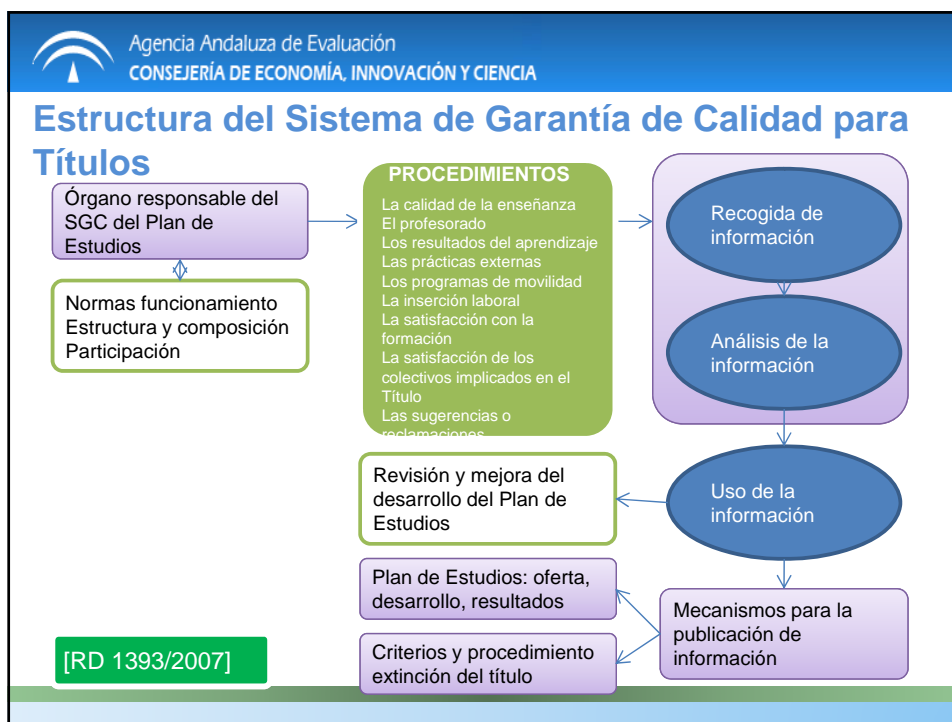 Agencia Andaluza de Evaluación
CONSEJERÍA DE ECONOMÍA, INNOVACIÓN Y CIENCIA
Estructura del Sistema de Garantía de Calidad para
Títulos
Órgano responsable del
SGC del Plan de
Estudios
Normas funcionamiento
Estructura y composición
Participación
PROCEDIMIENTOS
La calidad de la enseñanza
El profesorado
Los resultados del aprendizaje
Las prácticas externas
Los programas de movilidad
La inserción laboral
La satisfacción con la
formación
La satisfacción de los
colectivos implicados en el
Título
Las sugerencias o
reclamaciones
Recogida de
información
Análisis de la
información
Uso de la
información
Revisión y mejora del
desarrollo del Plan de
Estudios
Plan de Estudios: oferta,
desarrollo, resultados
Criterios y procedimiento
extinción del título
Mecanismos para la
publicación de
información
[RD 1393/2007]